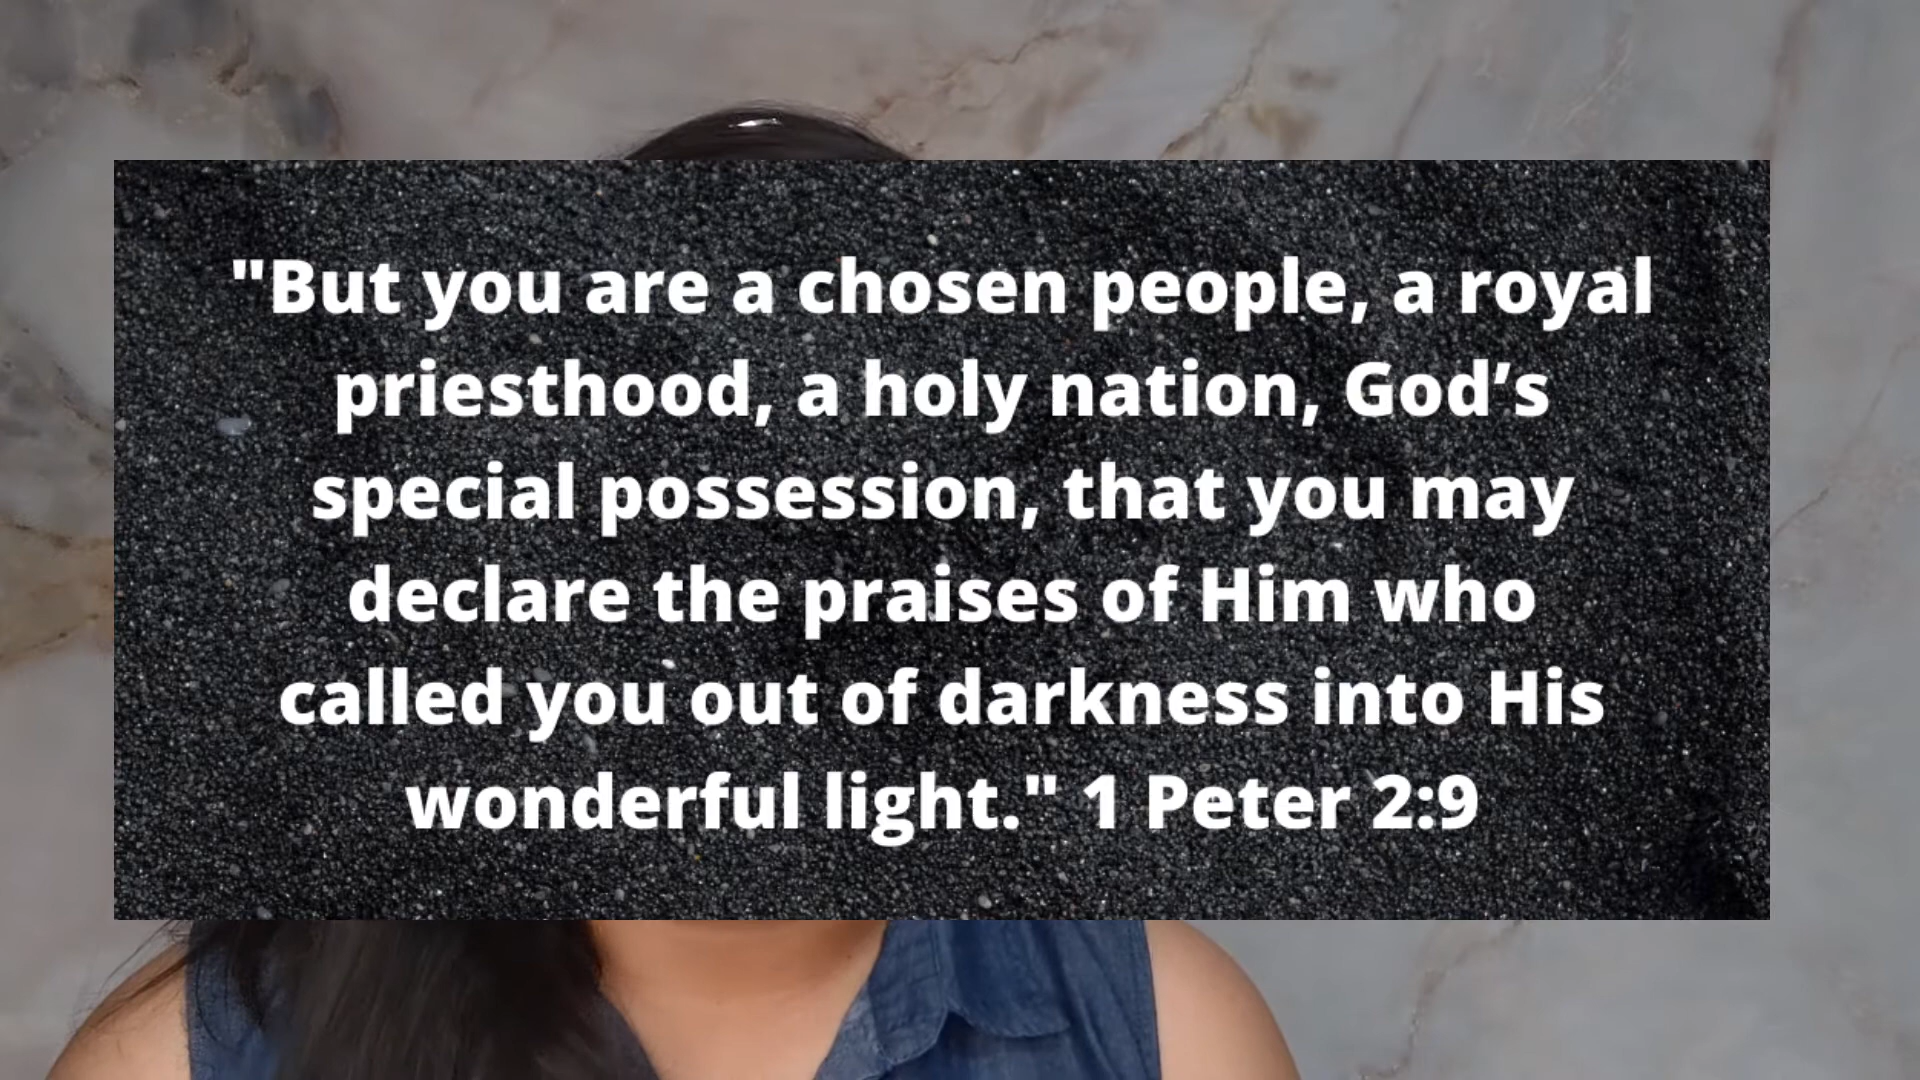 "But you are a chosen people, a royal
priesthood, a holy nation, God’s
special possession, that you may
declare the praises of Him who
called you out of darkness into His
wonderful light." 1 Peter 2:9